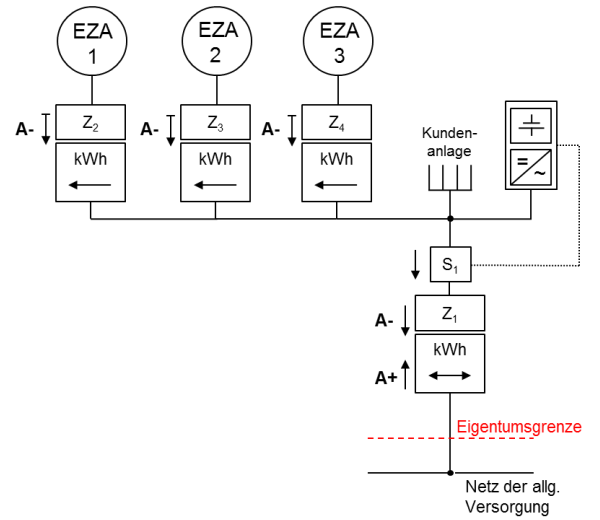 EZA
1
EZA
2
EZA
3
A-
Z2
A-
Z3
A-
Z4
kWh
kWh
kWh
Kunden-
anlage
=
~
S1
A-
Z1
kWh
A+
Eigentumsgrenze
Netz der allg.
Versorgung